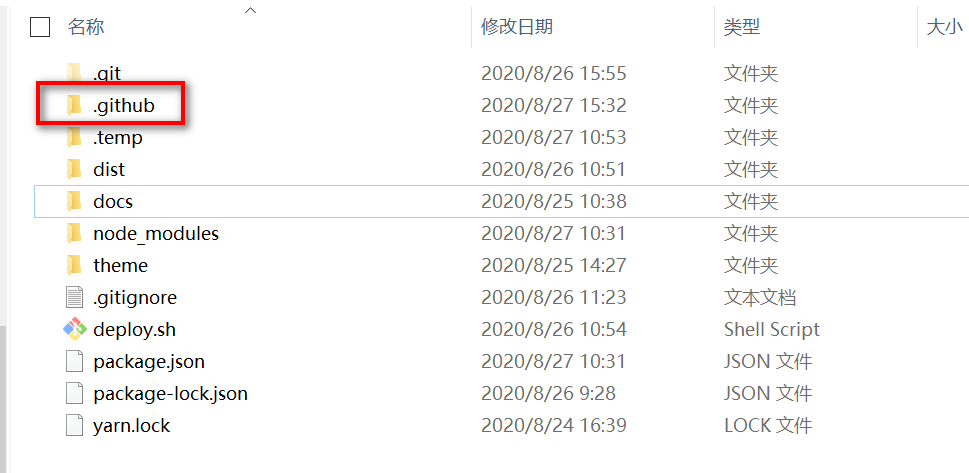 名称 修改日期 类型 大小
.git 2020/8/26 15:55 文件夹
.github 2020/8/27 15:32 文件夹
.temp 2020/8/27 10:53 文件夹
dist 2020/8/26 10:51 文件夹
docs 2020/8/25 10:38 文件夹
node_modules 2020/8/27 10:31 文件夹
theme 2020/8/25 14:27 文件夹
.gitignore 2020/8/26 11:23 文本文档
deploy.sh 2020/8/26 10:54 Shell Script
package.json 2020/8/27 10:31 JSON 文件
package-lock.json 2020/8/26 9:28 JSON 文件
yarn.lock 2020/8/24 16:39 LOCK 文件